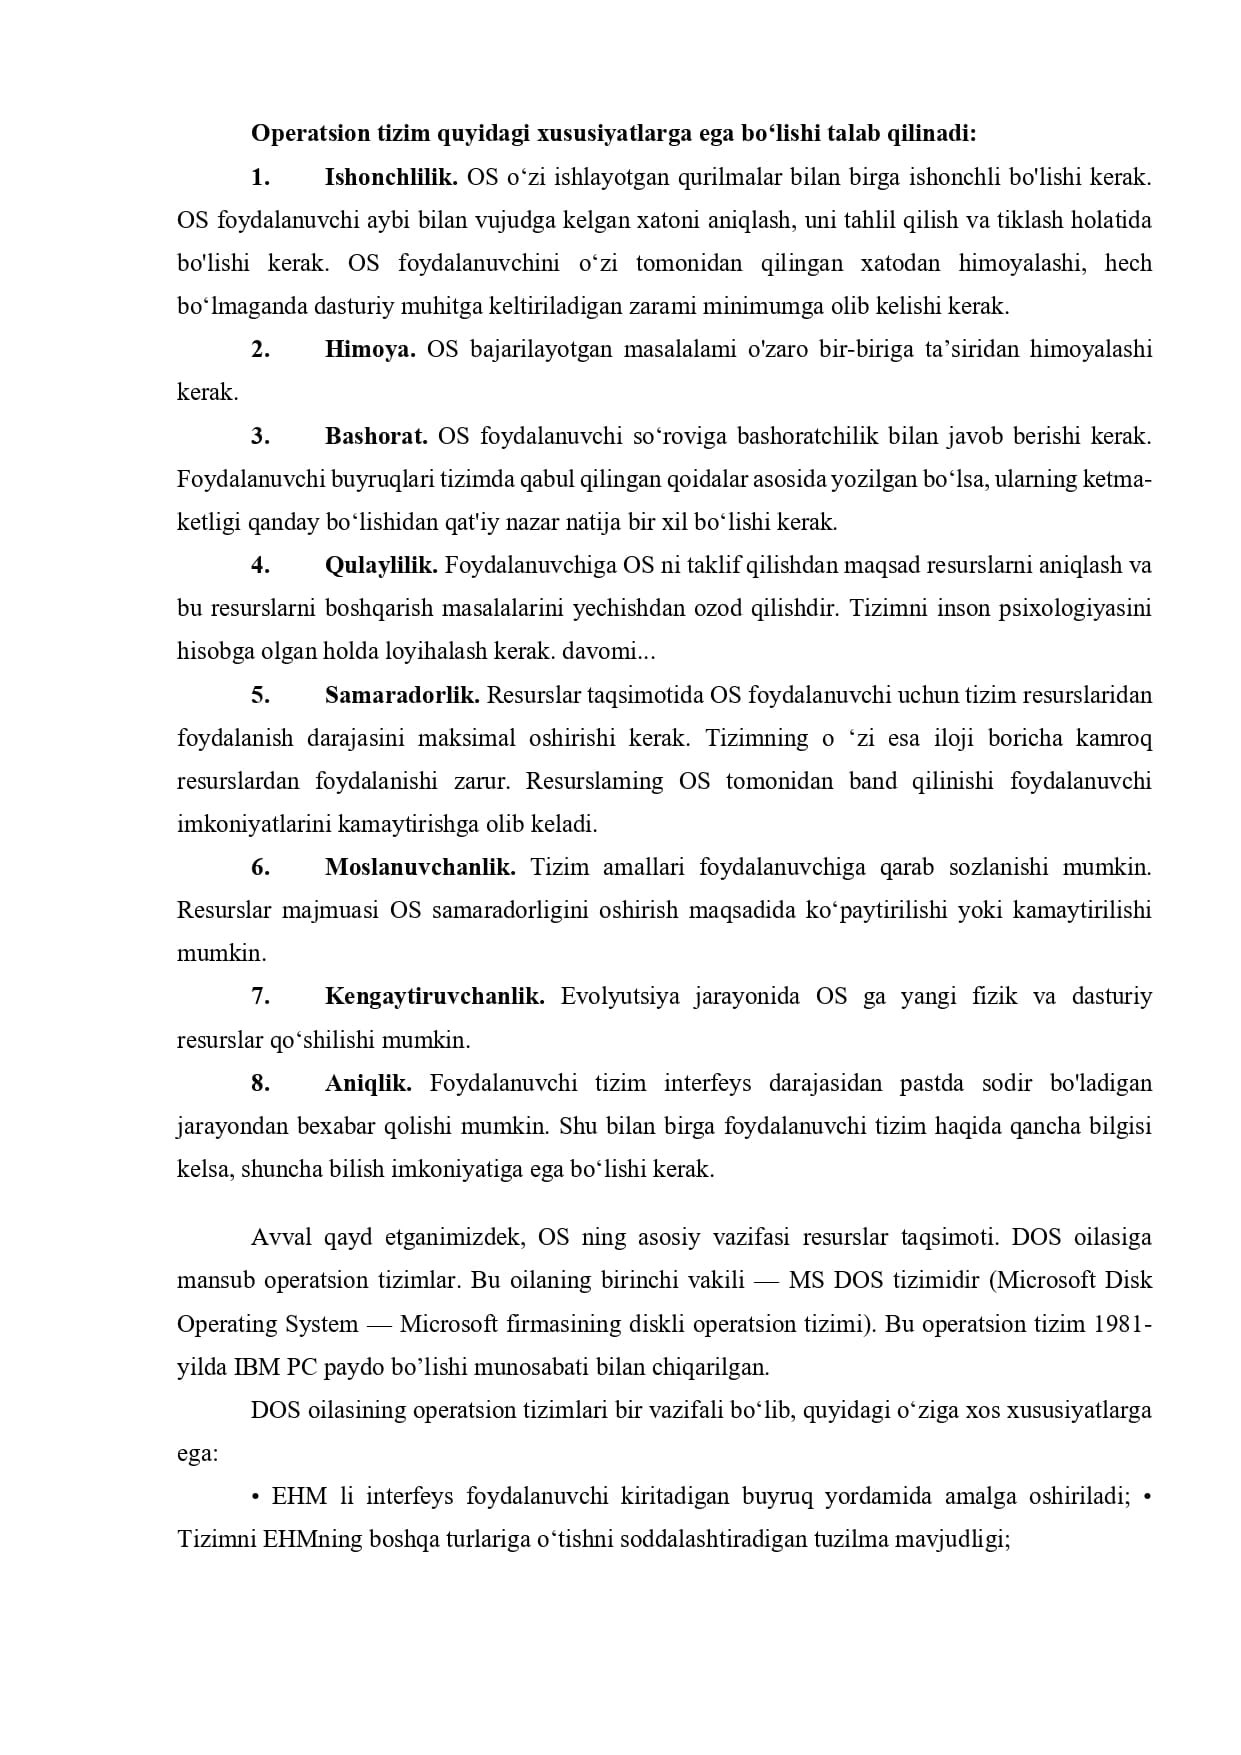 Operatsion tizim quyidagi xususiyatlarga ega bo‘lishi talab qilinadi:
1. Ishonchlilik. OS o‘zi ishlayotgan qurilmalar bilan birga ishonchli bo'lishi kerak.
OS foydalanuvchi aybi bilan vujudga kelgan xatoni aniqlash, uni tahlil qilish va tiklash holatida
bo'lishi kerak. OS foydalanuvchini o‘zi tomonidan qilingan xatodan himoyalashi, hech
bo‘lmaganda dasturiy muhitga keltiriladigan zarami minimumga olib kelishi kerak.
2. Himoya. OS bajarilayotgan masalalami o'zaro bir-biriga ta’siridan himoyalashi
kerak.
3. Bashorat. OS foydalanuvchi so‘roviga bashoratchilik bilan javob berishi kerak.
Foydalanuvchi buyruqlari tizimda qabul qilingan qoidalar asosida yozilgan bo‘lsa, ularning ketma-
ketligi qanday bo‘lishidan qat'iy nazar natija bir xil bo‘lishi kerak.
4. Qulaylilik. Foydalanuvchiga OS ni taklif qilishdan maqsad resurslarni aniqlash va
bu resurslarni boshqarish masalalarini yechishdan ozod qilishdir. Tizimni inson psixologiyasini
hisobga olgan holda loyihalash kerak. davomi...
5. Samaradorlik. Resurslar taqsimotida OS foydalanuvchi uchun tizim resurslaridan
foydalanish darajasini maksimal oshirishi kerak. Tizimning o ‘zi esa iloji boricha kamroq
resurslardan foydalanishi zarur. Resurslaming OS tomonidan band qilinishi foydalanuvchi
imkoniyatlarini kamaytirishga olib keladi.
6. Moslanuvchanlik. Tizim amallari foydalanuvchiga qarab sozlanishi mumkin.
Resurslar majmuasi OS samaradorligini oshirish maqsadida ko‘paytirilishi yoki kamaytirilishi
mumkin.
7. Kengaytiruvchanlik. Evolyutsiya jarayonida OS ga yangi fizik va dasturiy
resurslar qo‘shilishi mumkin.
8. Aniqlik. Foydalanuvchi tizim interfeys darajasidan pastda sodir bo'ladigan
jarayondan bexabar qolishi mumkin. Shu bilan birga foydalanuvchi tizim haqida qancha bilgisi
kelsa, shuncha bilish imkoniyatiga ega bo‘lishi kerak.
Avval qayd etganimizdek, OS ning asosiy vazifasi resurslar taqsimoti. DOS oilasiga
mansub operatsion tizimlar. Bu oilaning birinchi vakili — MS DOS tizimidir (Microsoft Disk
Operating System — Microsoft firmasining diskli operatsion tizimi). Bu operatsion tizim 1981-
yilda IBM PC paydo bo’lishi munosabati bilan chiqarilgan.
DOS oilasining operatsion tizimlari bir vazifali bo‘lib, quyidagi o‘ziga xos xususiyatlarga
ega:
• EHM li interfeys foydalanuvchi kiritadigan buyruq yordamida amalga oshiriladi; •
Tizimni EHMning boshqa turlariga o‘tishni soddalashtiradigan tuzilma mavjudligi;